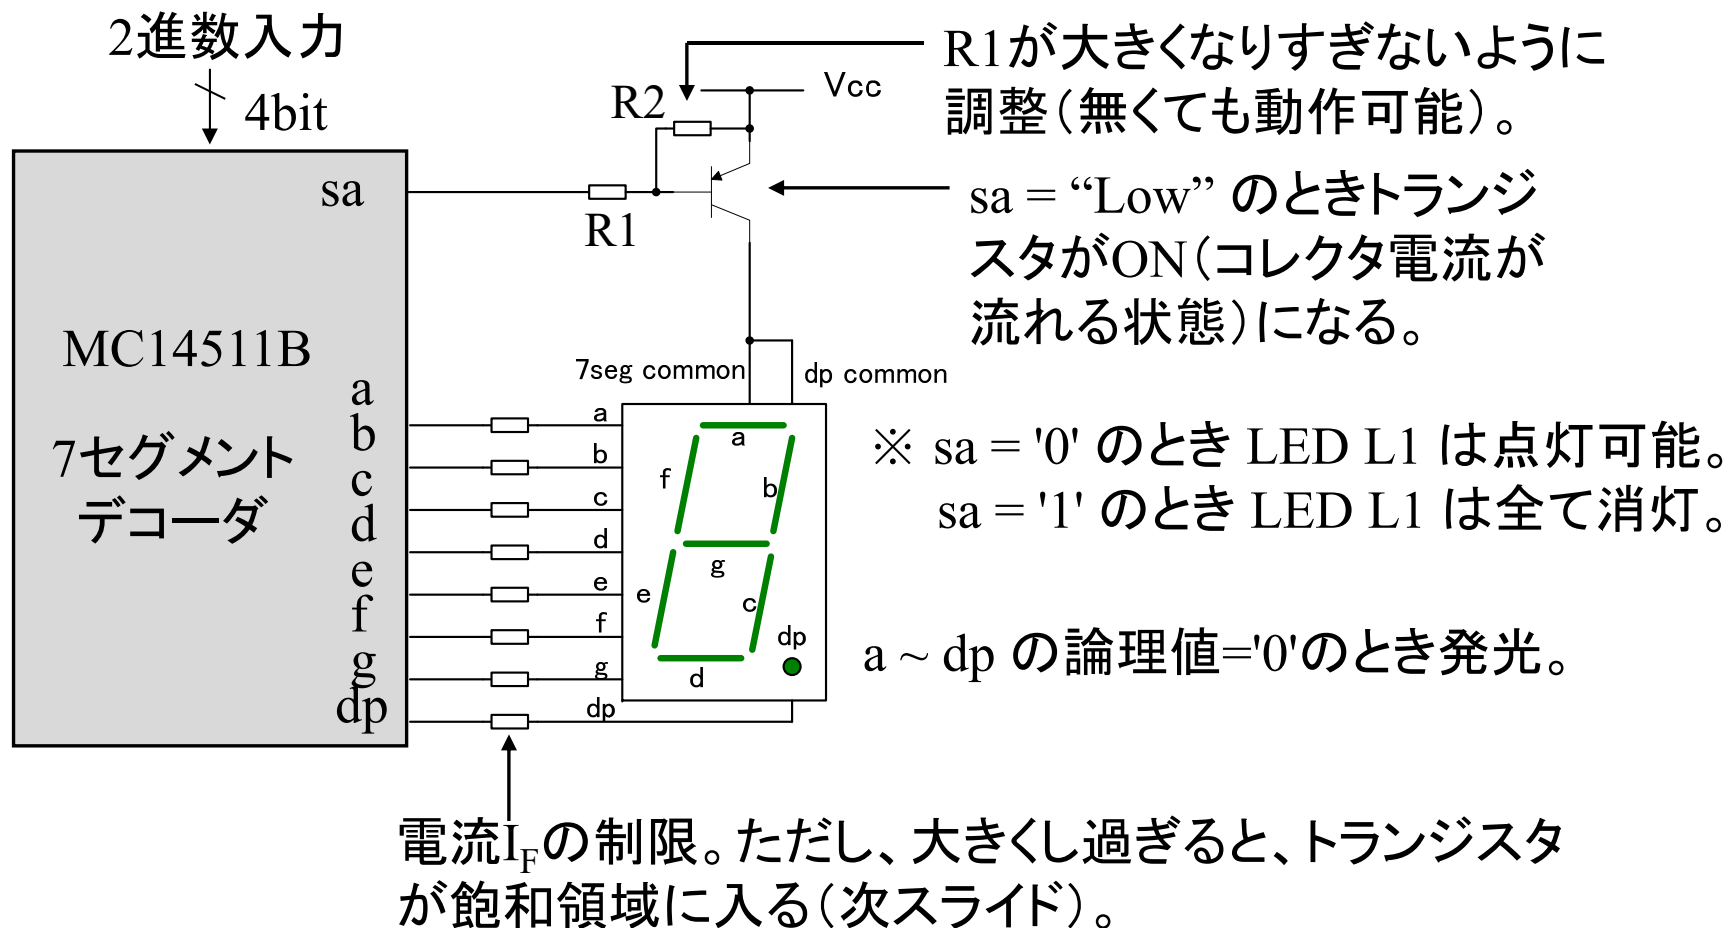 2進数入力
4bit
R2
Vcc
R1が大きくなりすぎないように
調整（無くても動作可能）。
sa
R1
sa = “Low” のときトランジ
スタがON（コレクタ電流が
流れる状態）になる。
MC14511B
7セグメント
デコーダ
a
b
c
d
e
f
g
dp
7seg common
dp common
a
b
c
d
e
f
g
dp
a
f
b
g
e
c
d
dp
※ sa = '0' のとき LED L1 は点灯可能。
sa = '1' のとき LED L1 は全て消灯。
a ~ dp の論理値='0'のとき発光。
電流IFの制限。ただし、大きくし過ぎると、トランジスタ
が飽和領域に入る（次スライド）。